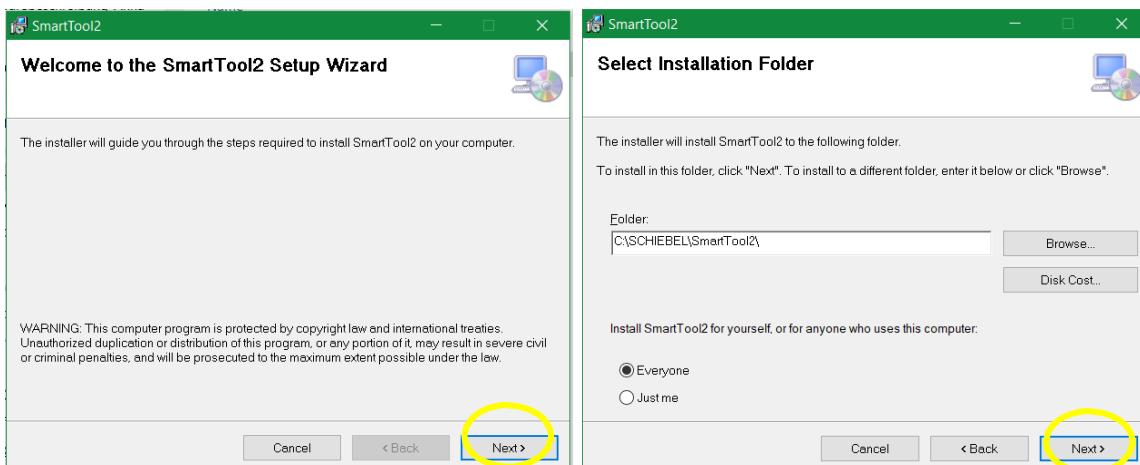 SmartTool2
Welcome to the SmartTool2 Setup Wizard
The installer will guide you through the steps required to install SmartTool2 on your computer.
WARNING: This computer program is protected by copyright law and international treaties.
Unauthorized duplication or distribution of this program, or any portion of it, may result in severe civil
or criminal penalties, and will be prosecuted to the maximum extent possible under the law.
Cancel
< Back
Next >
SmartTool2
Select Installation Folder
The installer will install SmartTool2 to the following folder.
To install in this folder, click "Next". To install to a different folder, enter it below or click "Browse".
Folder:
C:\SCHIEBEL\SmartTool2\
Browse...
Disk Cost...
Install SmartTool2 for yourself, or for anyone who uses this computer:
Everyone
Just me
Cancel
< Back
Next >